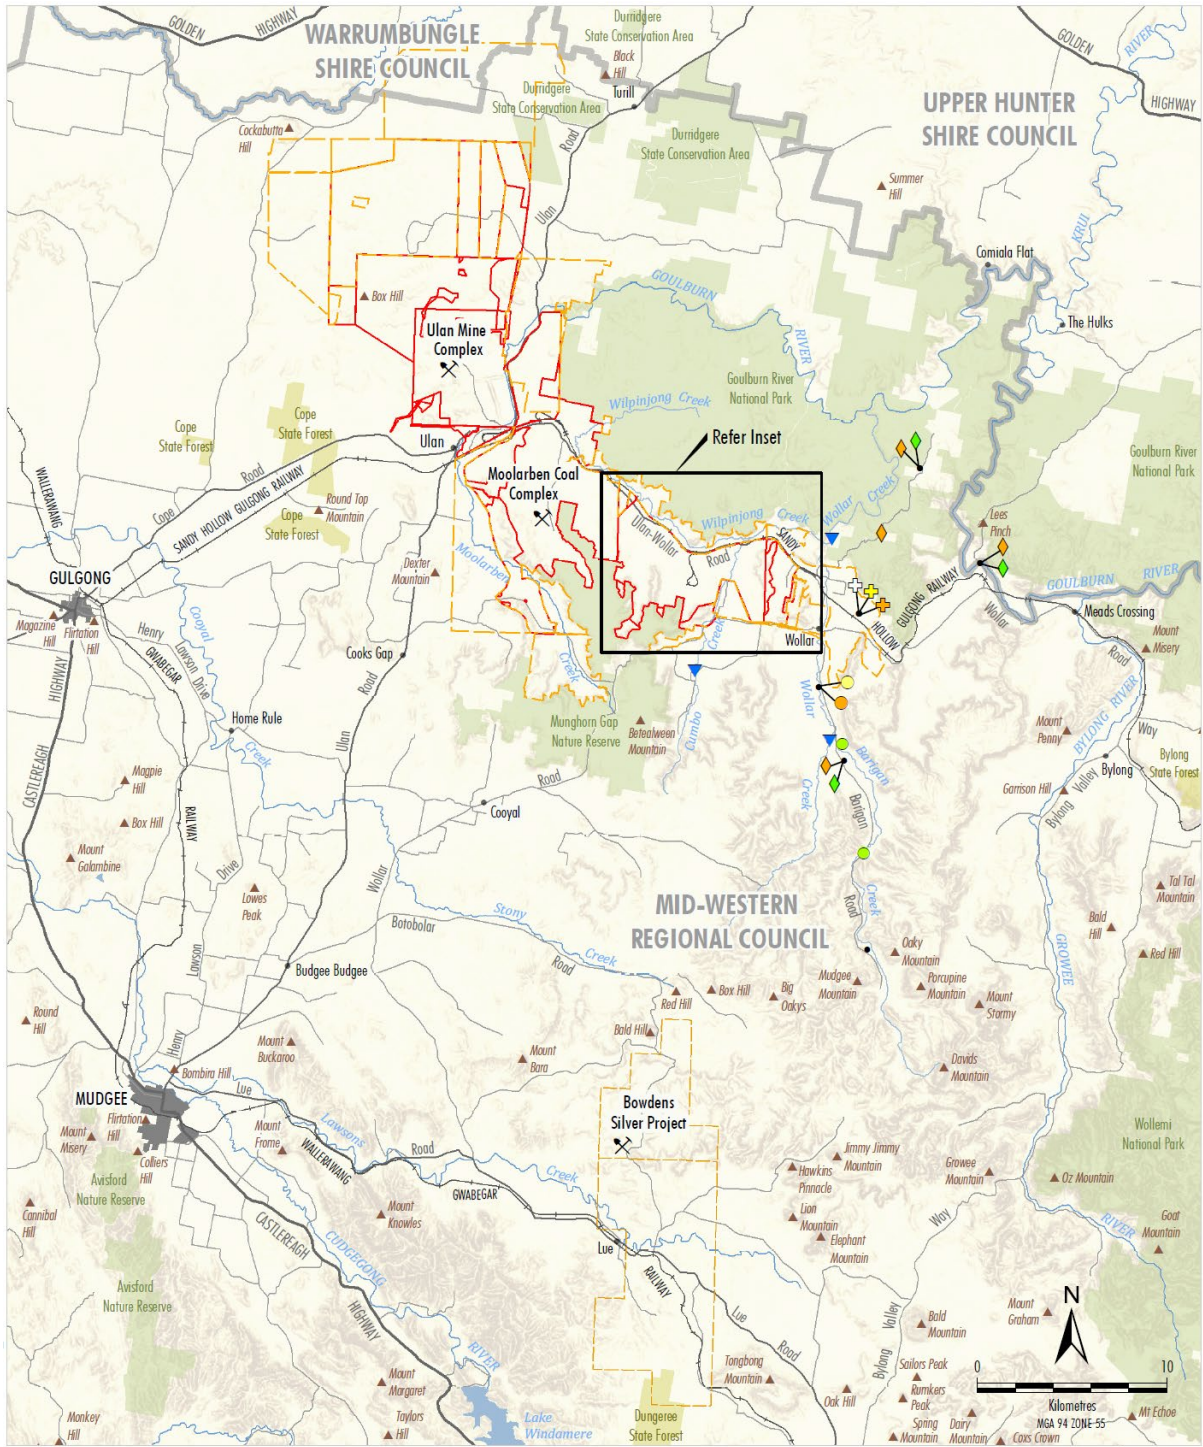 GOLDEN
HIGHWAY
WARRUMBUNGLE
SHIRE COUNCIL
Durridgere
State Conservation Area
Black
Hill
Turill
Durridgere
State Conservation Area
Durridgere
State Conservation Area
GOLDEN
HIGHWAY
RIVER
UPPER HUNTER
SHIRE COUNCIL
Cockabutta
Hill
Road
Ulan
Summer
Hill
KRUI
Comiala Flat
The Hulks
GOULBURN
RIVER
Box Hill
Ulan Mine
Complex
Goulburn River
National Park
Wilpinjong Creek
Refer Inset
Cope
State Forest
Cope
State Forest
Ulan
Goulburn River
National Park
WALLERAWANG
Road
Cope
SANDY HOLLOW GULGONG RAILWAY
Moolarben Coal
Complex
Round Top
Mountain
Cope
State Forest
Wollar
Creek
Wilpinjong
Creek
SANDY
Ulan-Wollar
Road
Lees
Pinch
Dexter
Mountain
Moolarben
GULGONG
Magazine
Hill
Flirtation
Hill
Henry
Lawson Drive
GWABEGAR
Cooyal
HOLLOW
GULGONG RAILWAY
GOULBURN
RIVER
Wollar
Meads Crossing
Road
Mount
Misery
Wollar
Creek
Cooks Gap
Road
Creek
HIGHWAY
Home Rule
Creek
Ulan
Munghorn Gap
Nature Reserve
Betealween
Mountain
Cumbo
Wollar
Creek
Barigan
Mount
Penny
BYLONG RIVER
Way
Bylong
Bylong
State Forest
Garrison Hill
Bylong Valley
CASTLEREAGH
Magpie
Hill
RAILWAY
Box Hill
Mount
Galambine
Road
Cooyal
Barigan
Road
Creek
Drive
Lowes
Peak
Wollar
Stony
Creek
Botobolar
Road
MID-WESTERN
REGIONAL COUNCIL
Tal Tal
Mountain
Bald
Hill
Red Hill
GROWEE
Lawson
Budgee Budgee
Oaky
Mountain
Mudgee
Mountain
Porcupine
Mountain
Mount
Stormy
Red Hill
Box Hill
Big
Oakys
Round
Hill
Henry
Mount
Buckaroo
Bald Hill
Mount
Bara
Davids
Mountain
Bombira Hill
MUDGEE
Lue
Flirtation
Hill
Mount
Misery
Colliers
Hill
Mount
Frome
Lawsons
Road
WALLERAWANG
Creek
GWABEGAR
Bowdens
Silver Project
Wollemi
National Park
Jimmy Jimmy
Mountain
Hawkins
Pinnacle
Growee
Mountain
Oz Mountain
Avisford
Nature Reserve
Cannibal
Hill
Mount
Knowles
Lion
Mountain
Elephant
Mountain
Way
RIVER
Goat
Mountain
CASTLEREAGH
CUDGEGONG
Lue
RAILWAY
Avisford
Nature Reserve
HIGHWAY
RIVER
Lue
Road
Bylong Valley
Bald
Mountain
Mount
Graham
N
Mount
Margaret
Tongbong
Mountain
Sailors Peak
Rumkers
Peak
Oak Hill
0
10
Kilometres
MGA 94 ZONE 55
Monkey
Hill
Taylors
Hill
Lake
Windamere
Dungeree
State Forest
Spring
Mountain
Dairy
Mountain
Coxs Crown
Mt Echoe